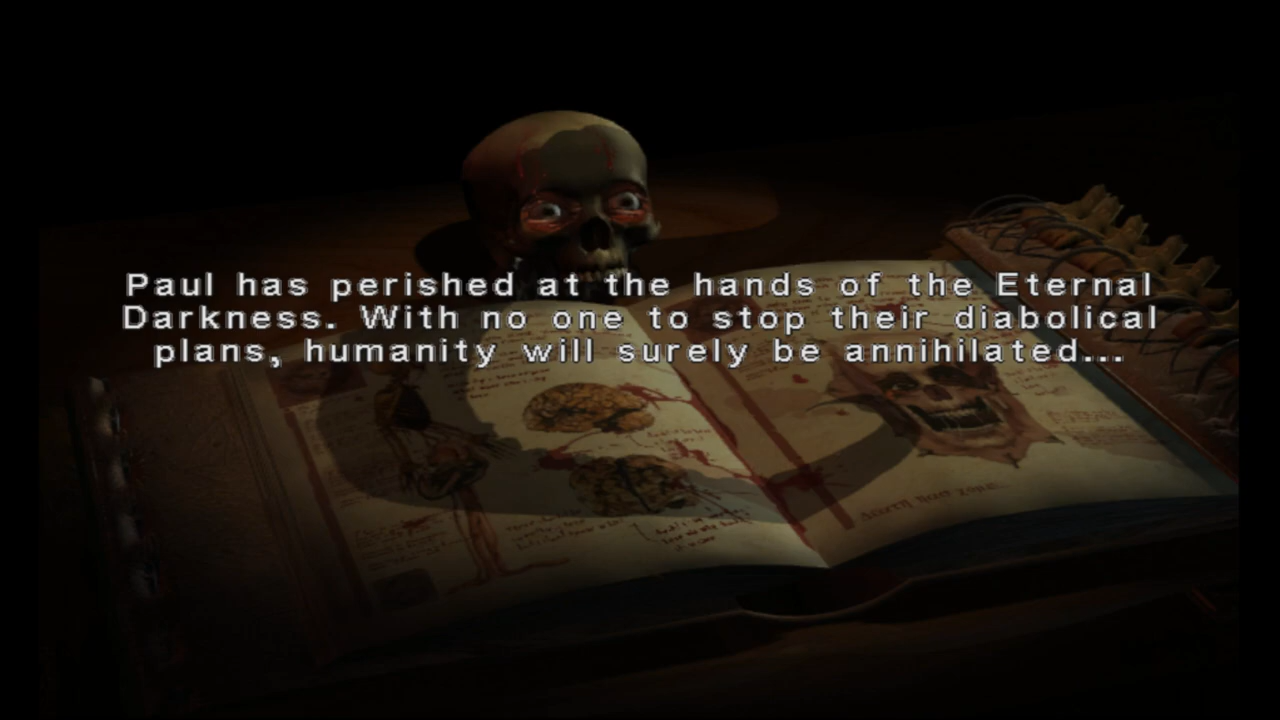 Paul has perished at the hands of the Eternal
Darkness. With no one to stop their diabolical
plans, humanity will surely be annihilated...